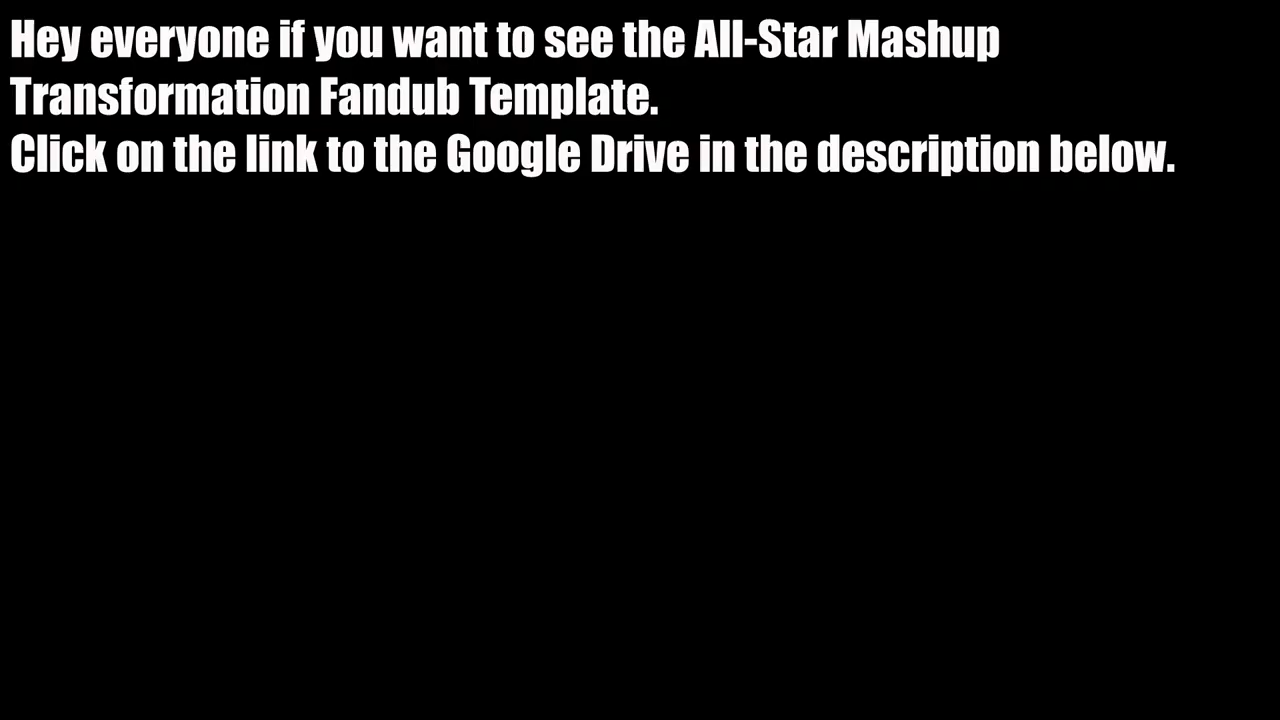 Hey everyone if you want to see the All-Star Mashup
Transformation Fandub Template.
Click on the link to the Google Drive in the description below.